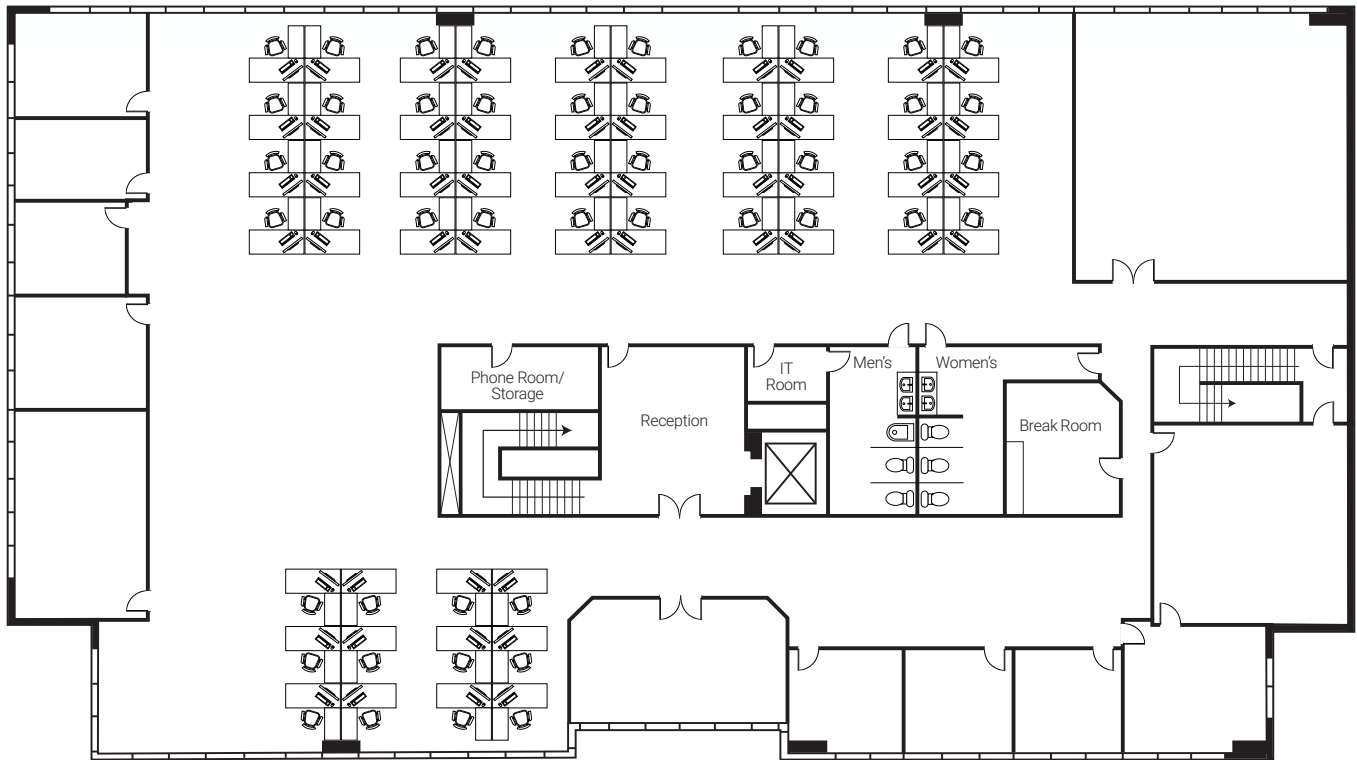 Phone Room/
Storage
Reception
IT
Room
Men's
Women's
Break Room